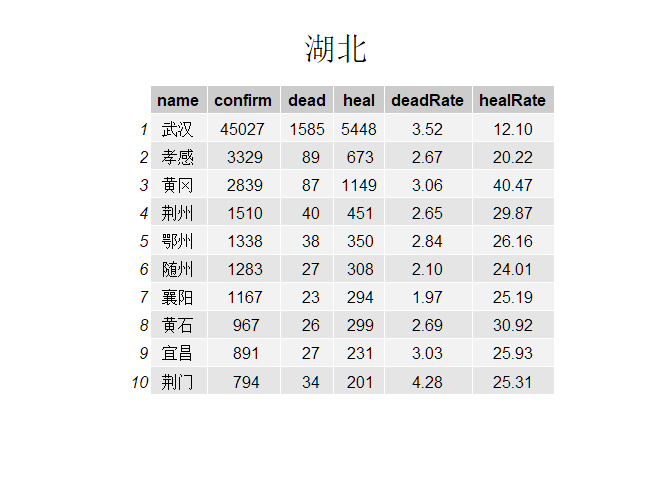 湖北
name confirm dead heal deadRate healRate
1 武汉 45027 1585 5448 3.52 12.10
2 孝感 3329 89 673 2.67 20.22
3 黄冈 2839 87 1149 3.06 40.47
4 荆州 1510 40 451 2.65 29.87
5 鄂州 1338 38 350 2.84 26.16
6 随州 1283 27 308 2.10 24.01
7 襄阳 1167 23 294 1.97 25.19
8 黄石 967 26 299 2.69 30.92
9 宜昌 891 27 231 3.03 25.93
10 荆门 794 34 201 4.28 25.31